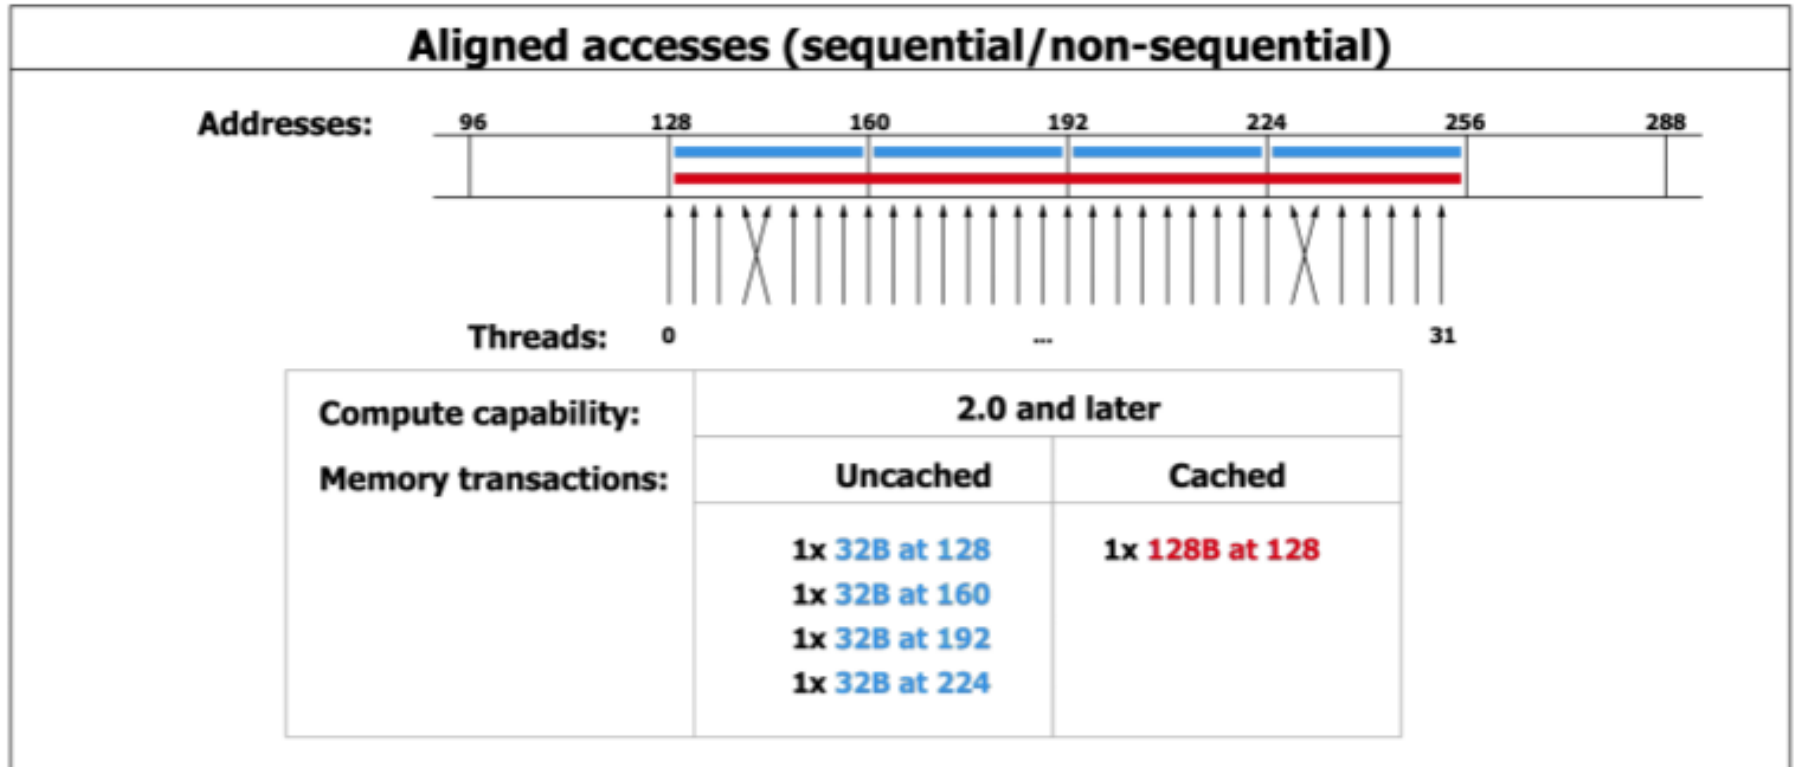 Aligned accesses (sequential/non-sequential)
Addresses: 96 128 160 192 224 256 288
Threads: 0 ... 31
Compute capability: 2.0 and later
Memory transactions: Uncached Cached
1x 32B at 128 1x 128B at 128
1x 32B at 160
1x 32B at 192
1x 32B at 224